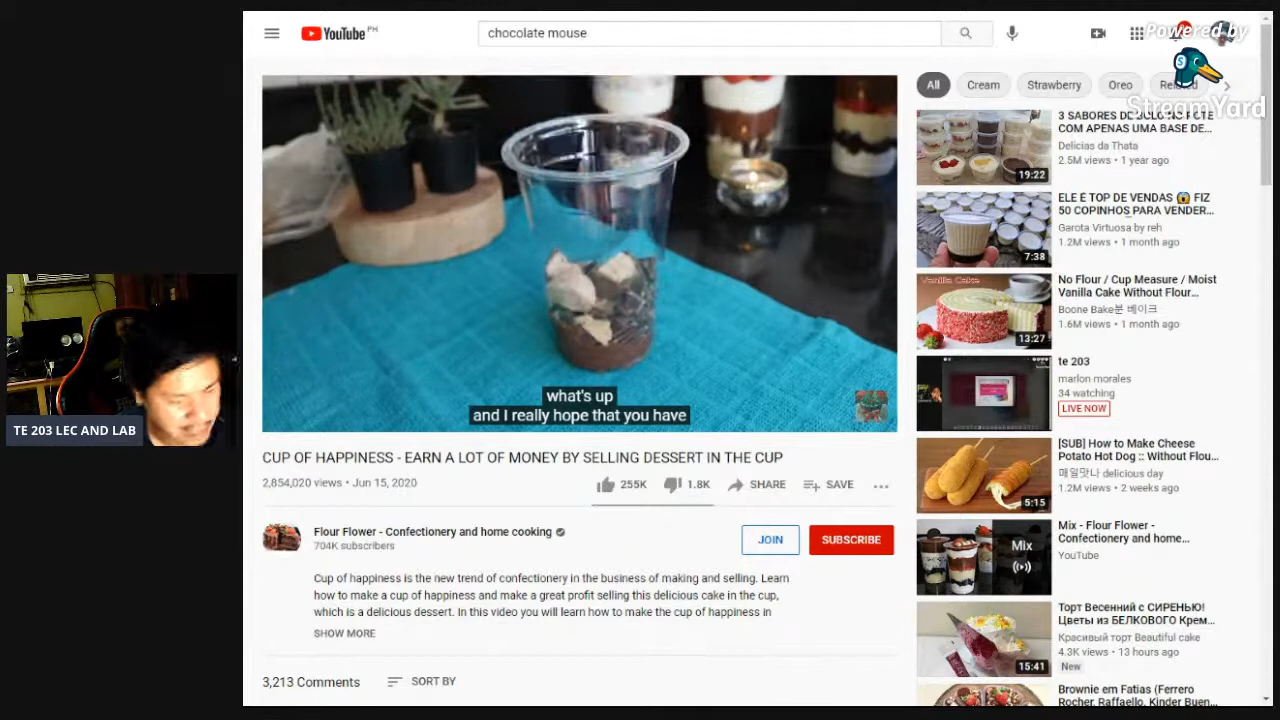 YouTube PH
chocolate mouse
Powered by
StreamYard
All
Cream
Strawberry
Oreo
3 SABORES DE BOLO NO POTE
COM APENAS UMA BASE DE...
Delicias da Thata
2.5M views • 1 year ago
19:22
ELE É TOP DE VENDAS 😱 FIZ
50 COPINHOS PARA VENDER...
Garota Virtuosa by reh
1.2M views • 1 month ago
7:38
Vanilla Cake
No Flour / Cup Measure / Moist
Vanilla Cake Without Flour...
Boone Bake분 베이크
1.6M views • 1 month ago
13:27
te 203
marlon morales
34 watching
LIVE NOW
[SUB] How to Make Cheese
Potato Hot Dog :: Without Flou...
매일맛나 delicious day
1.2M views • 2 weeks ago
5:15
Mix
Mix - Flour Flower -
Confectionery and home...
YouTube
Торт Весенний с СИРЕНЬЮ!
Цветы из БЕЛКОВОГО Крем...
Красивый торт Beautiful cake
4.3K views • 13 hours ago
New
15:41
Brownie em Fatias (Ferrero
Rocher, Raffaello, Kinder Buen...
what's up
and I really hope that you have
TE 203 LEC AND LAB
CUP OF HAPPINESS - EARN A LOT OF MONEY BY SELLING DESSERT IN THE CUP
2,854,020 views • Jun 15, 2020
255K
1.8K
SHARE
SAVE
Flour Flower - Confectionery and home cooking
704K subscribers
JOIN
SUBSCRIBE
Cup of happiness is the new trend of confectionery in the business of making and selling. Learn
how to make a cup of happiness and make a great profit selling this delicious cake in the cup,
which is a delicious dessert. In this video you will learn how to make the cup of happiness in
SHOW MORE
3,213 Comments
SORT BY